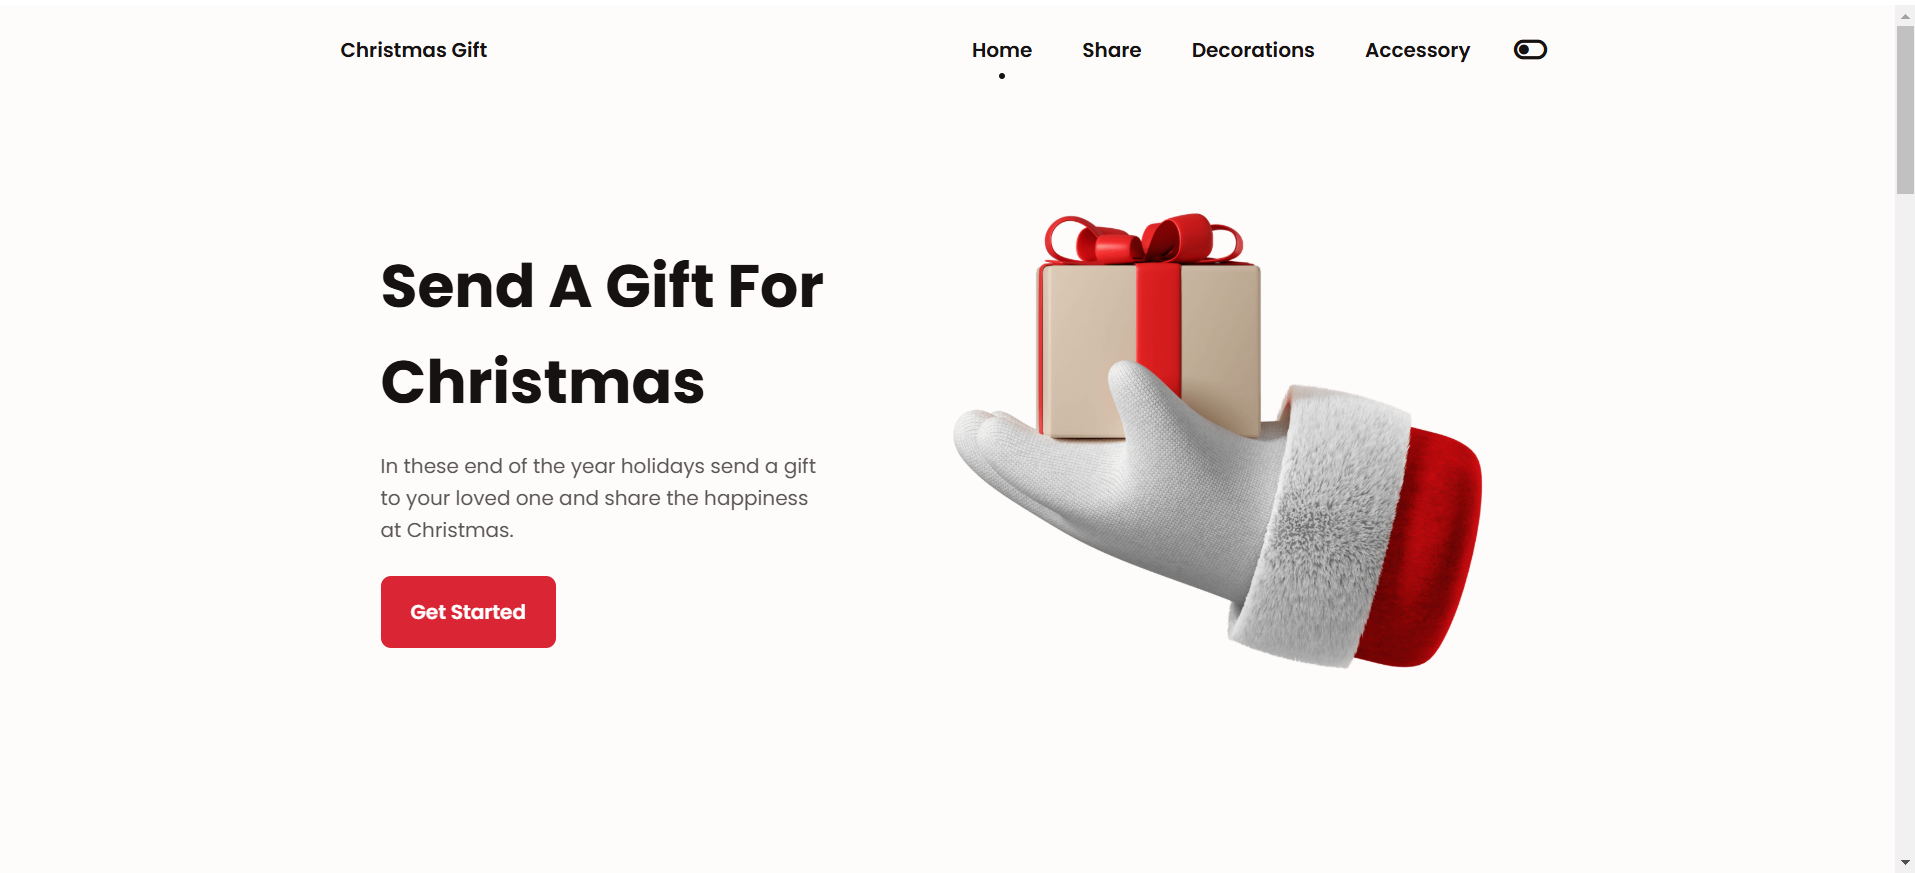 Christmas Gift
Home Share Decorations Accessory
Send A Gift For
Christmas
In these end of the year holidays send a gift
to your loved one and share the happiness
at Christmas.
Get Started